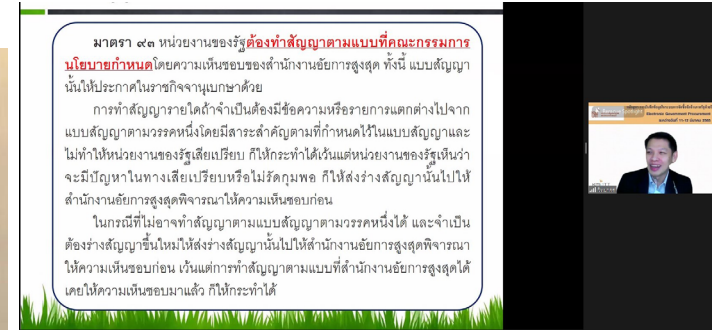 มาตรา ๙๓ หน่วยงานของรัฐต้องทำสัญญาตามแบบที่คณะกรรมการ
นโยบายกำหนดโดยความเห็นชอบของสำนักงานอัยการสูงสุด ทั้งนี้ แบบสัญญา
นั้นให้ประกาศในราชกิจจานุเบกษาด้วย
การทำสัญญารายใดถ้าจำเป็นต้องมีข้อความหรือรายการแตกต่างไปจาก
แบบสัญญาตามวรรคหนึ่งโดยมีสาระสำคัญตามที่กำหนดไว้ในแบบสัญญาและ
ไม่ทำให้หน่วยงานของรัฐเสียเปรียบ ก็ให้กระทำได้เว้นแต่หน่วยงานของรัฐเห็นว่า
จะมีปัญหาในทางเสียเปรียบหรือไม่รัดกุมพอ ก็ให้ส่งร่างสัญญานั้นไปให้
สำนักงานอัยการสูงสุดพิจารณาให้ความเห็นชอบก่อน
ในกรณีที่ไม่อาจทำสัญญาตามแบบสัญญาตามวรรคหนึ่งได้ และจำเป็น
ต้องร่างสัญญาขึ้นใหม่ให้ส่งร่างสัญญานั้นไปให้สำนักงานอัยการสูงสุดพิจารณา
ให้ความเห็นชอบก่อน เว้นแต่การทำสัญญาตามแบบที่สำนักงานอัยการสูงสุดได้
เคยให้ความเห็นชอบมาแล้ว ก็ให้กระทำได้
Electronic Government Procurement